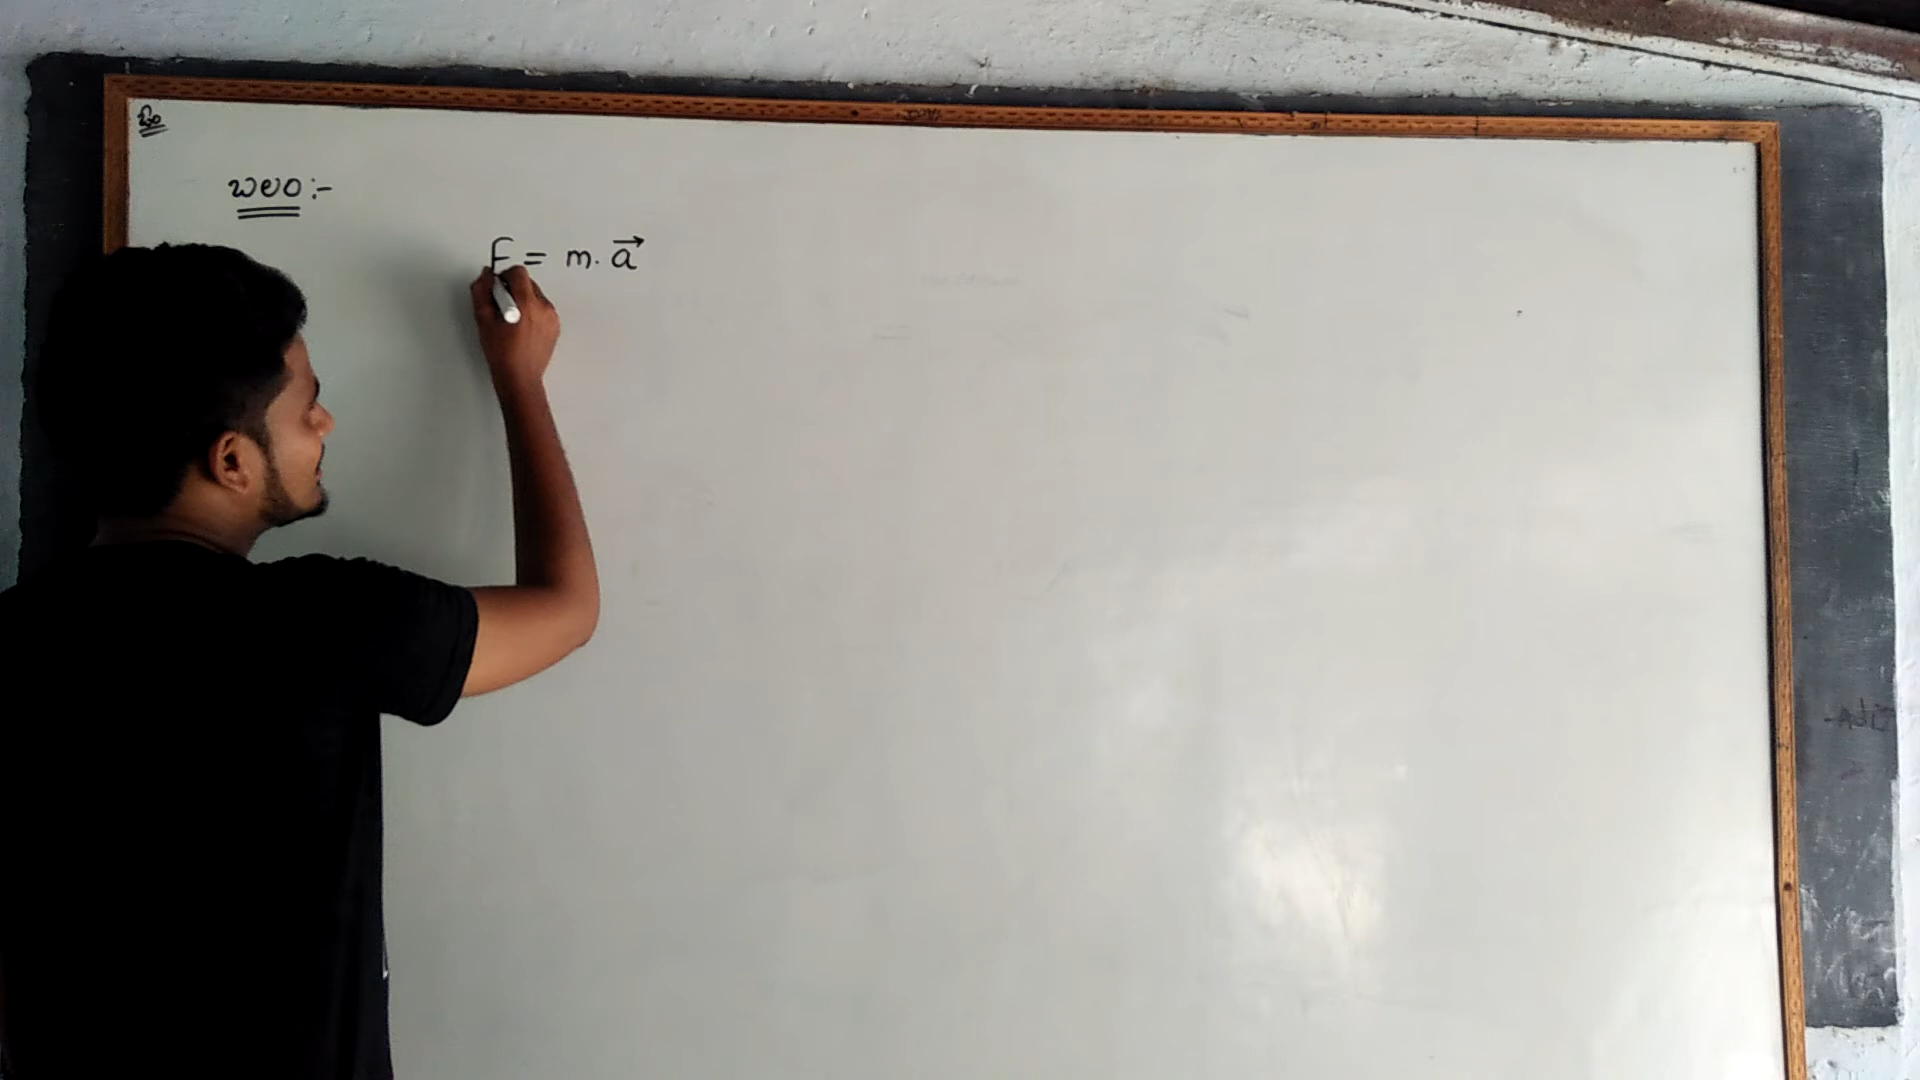 బలం :-
F = m. a⃗